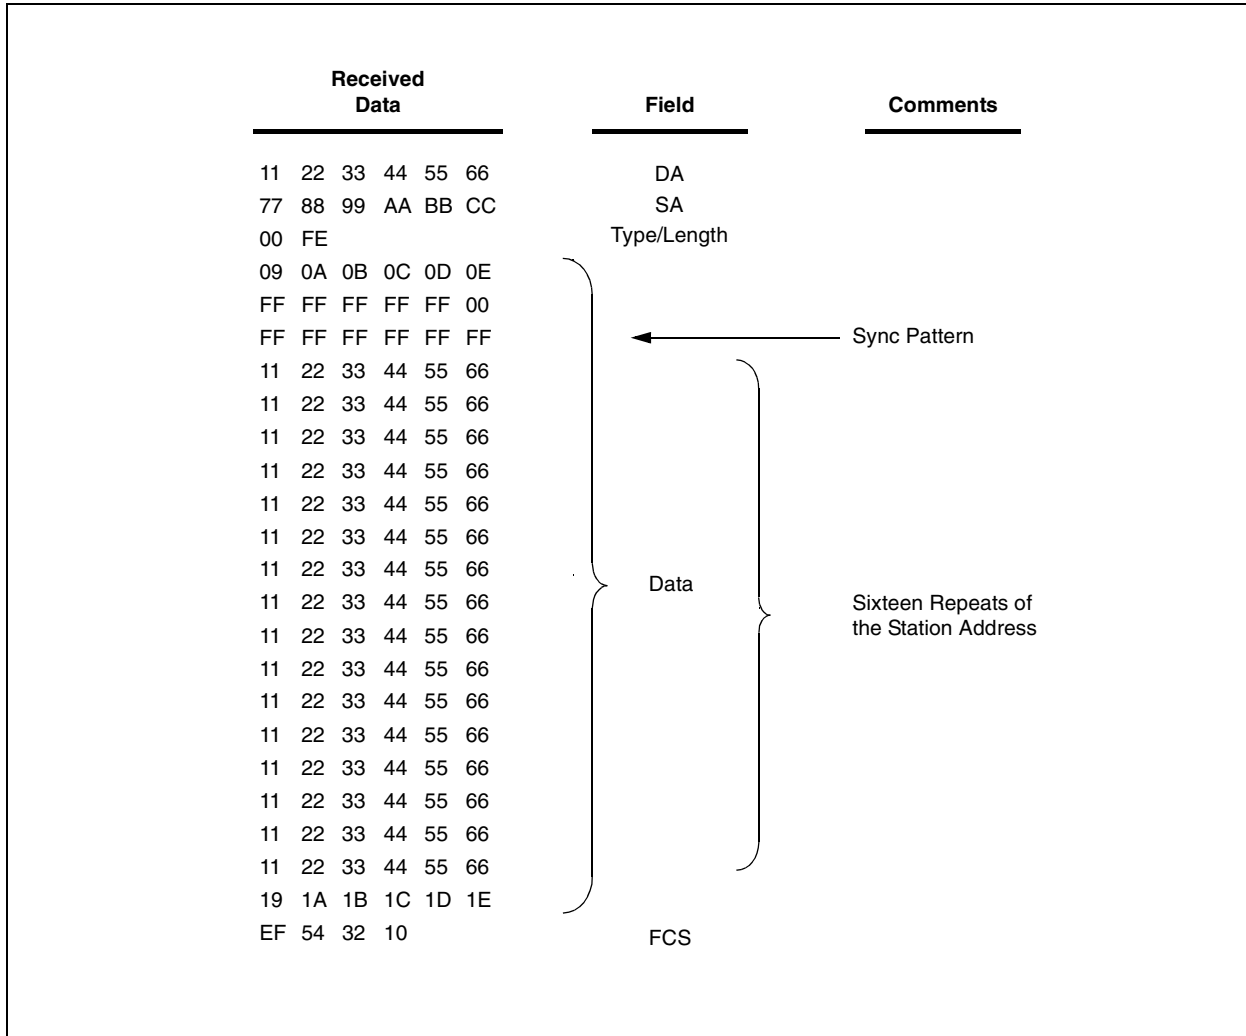 Received
Data Field Comments
11 22 33 44 55 66 DA
77 88 99 AA BB CC SA
00 FE Type/Length
09 0A 0B 0C 0D 0E
FF FF FF FF FF 00
FF FF FF FF FF FF Sync Pattern
11 22 33 44 55 66
11 22 33 44 55 66
11 22 33 44 55 66
11 22 33 44 55 66
11 22 33 44 55 66
11 22 33 44 55 66
11 22 33 44 55 66
11 22 33 44 55 66 Data Sixteen Repeats of
11 22 33 44 55 66 the Station Address
11 22 33 44 55 66
11 22 33 44 55 66
11 22 33 44 55 66
11 22 33 44 55 66
11 22 33 44 55 66
11 22 33 44 55 66
11 22 33 44 55 66
19 1A 1B 1C 1D 1E
EF 54 32 10 FCS